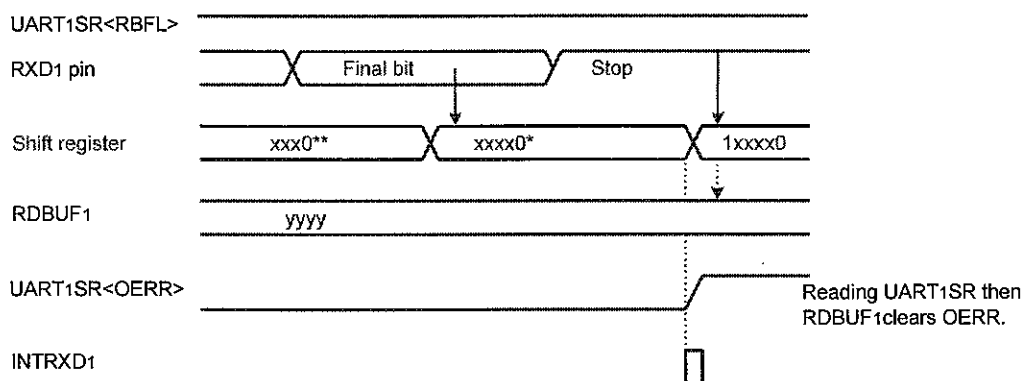 UART1SR<RBFL>
RXD1 pin
Final bit
Stop
Shift register
xxx0**
xxxx0*
1xxxx0
RDBUF1
yyyy
UART1SR<OERR>
Reading UART1SR then
RDBUF1clears OERR.
INTRXD1